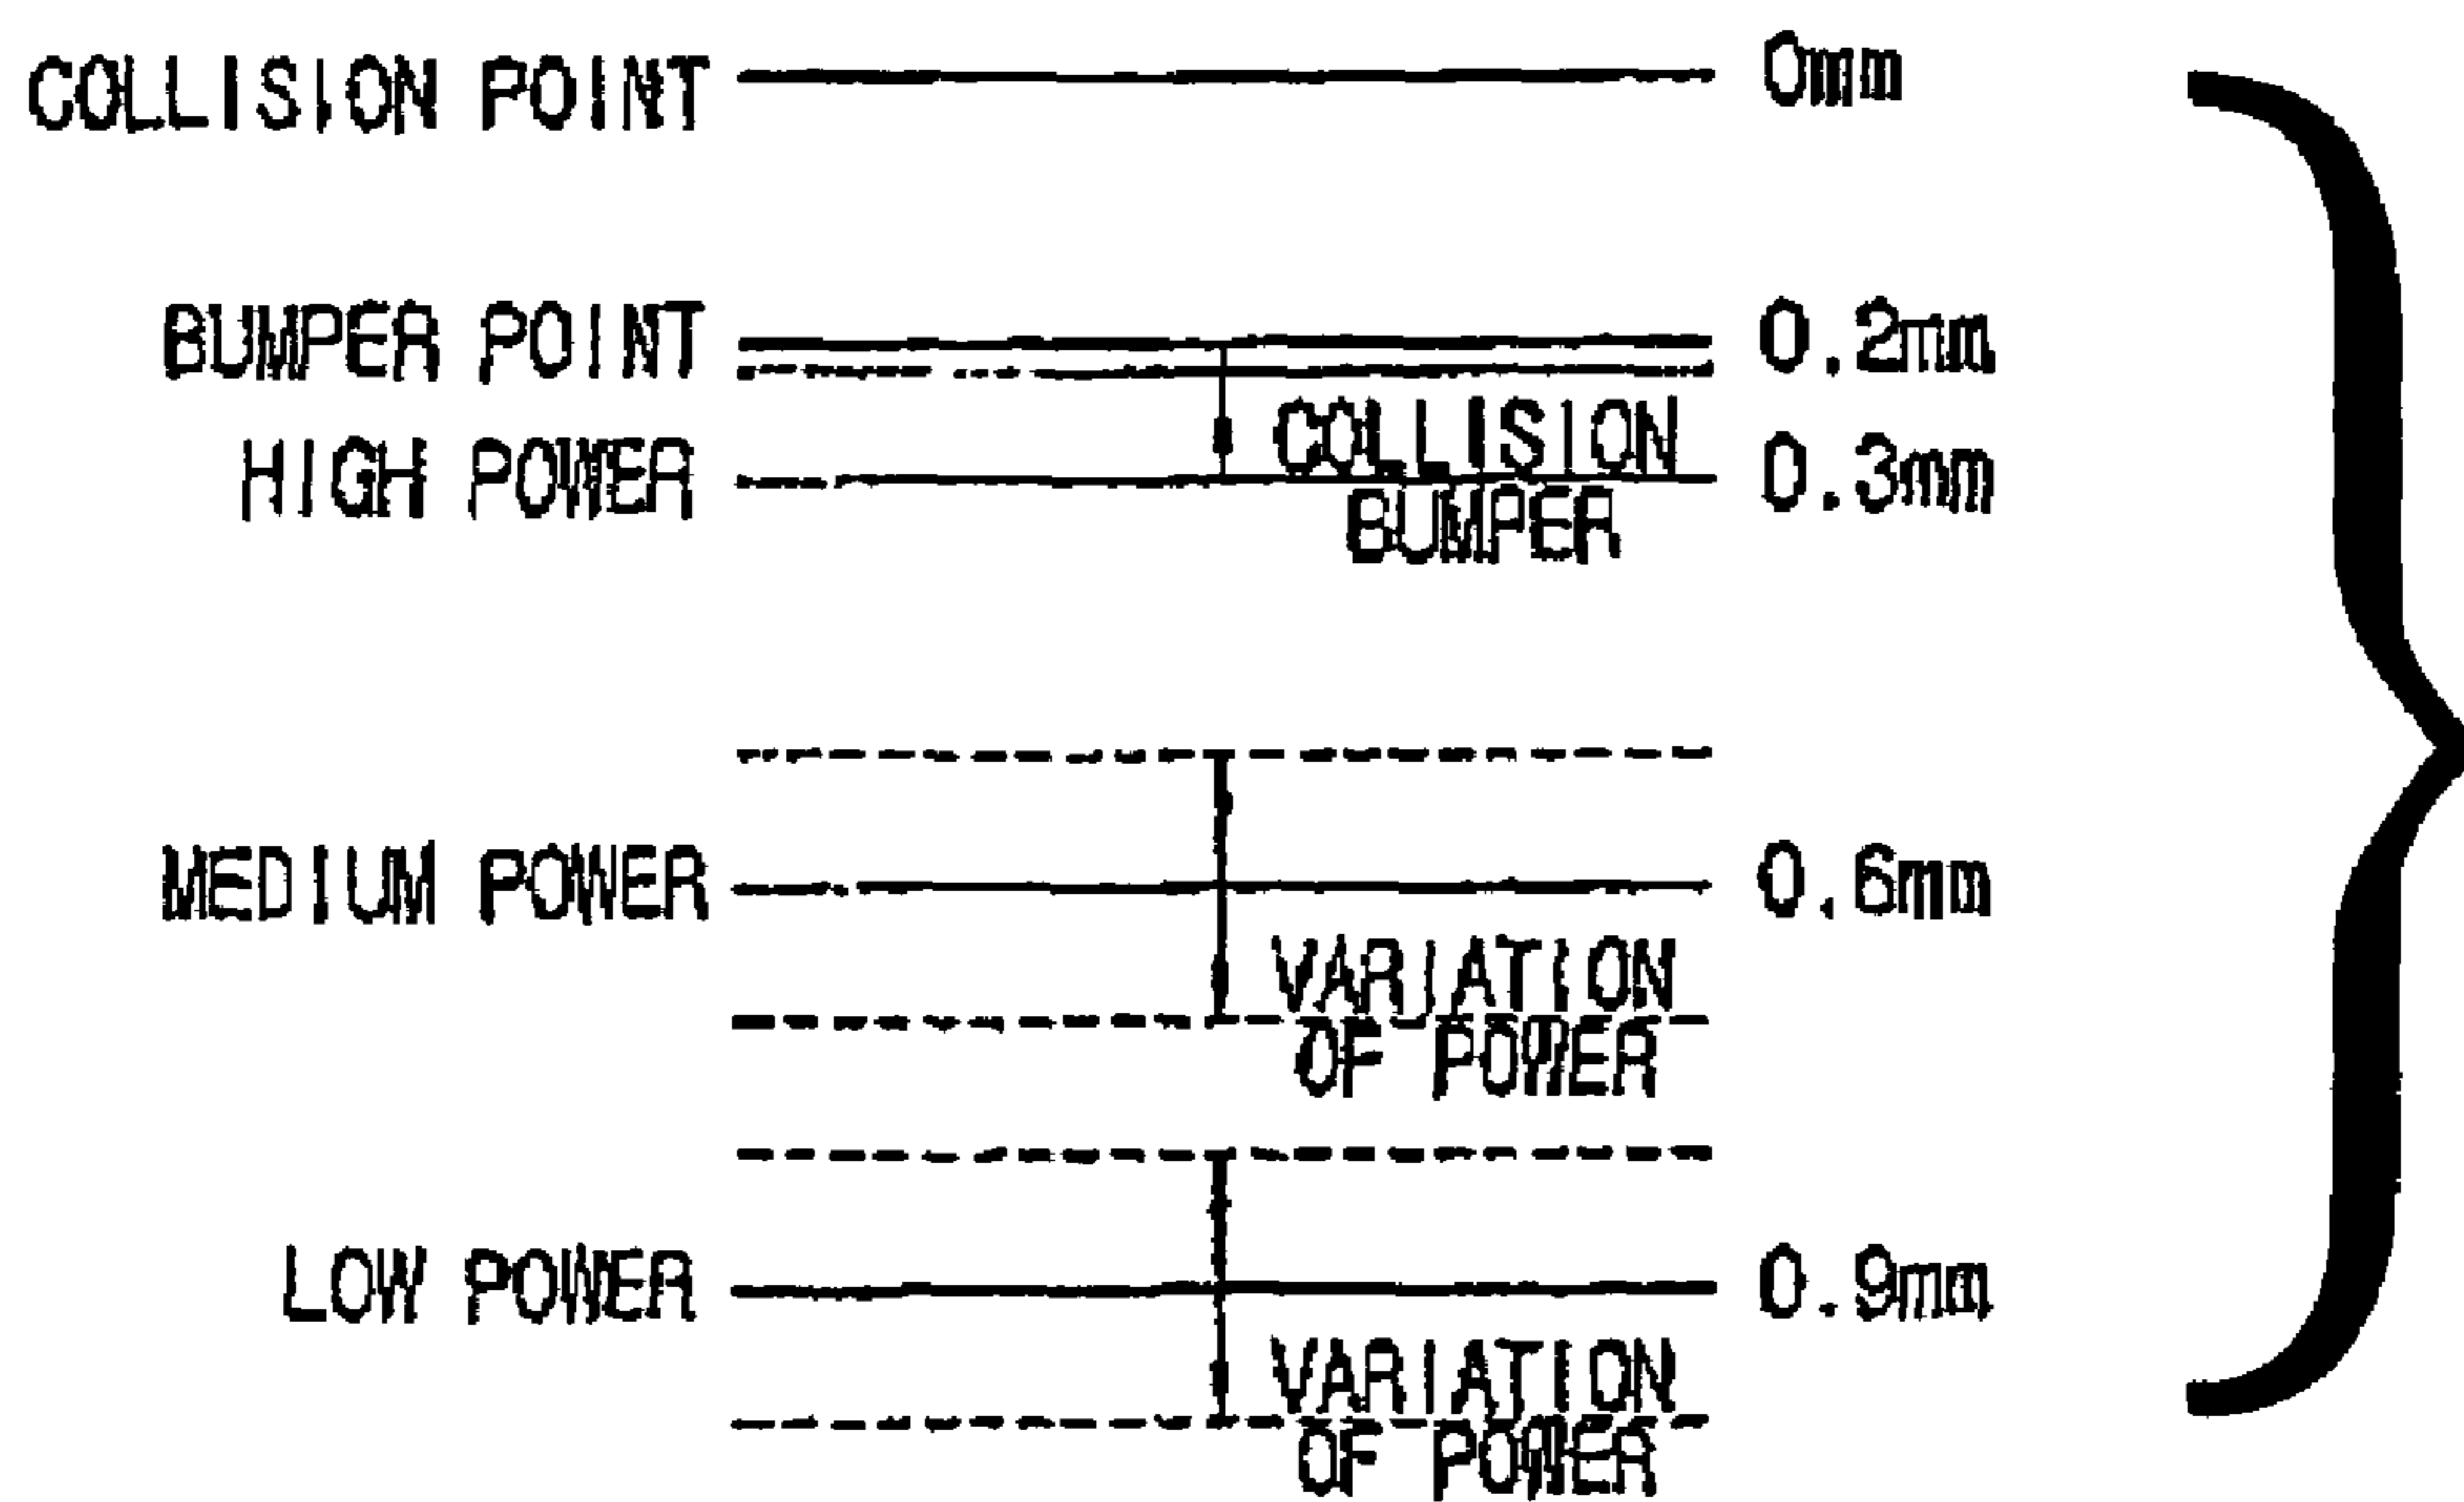 COLLISION POINT 0mm
BUMPER POINT 0.2mm
COLLISION
HIGH POWER 0.3mm
BUMPER
MEDIUM POWER 0.6mm
VARIATION
OF POWER
LOW POWER 0.9mm
VARIATION
OF POWER